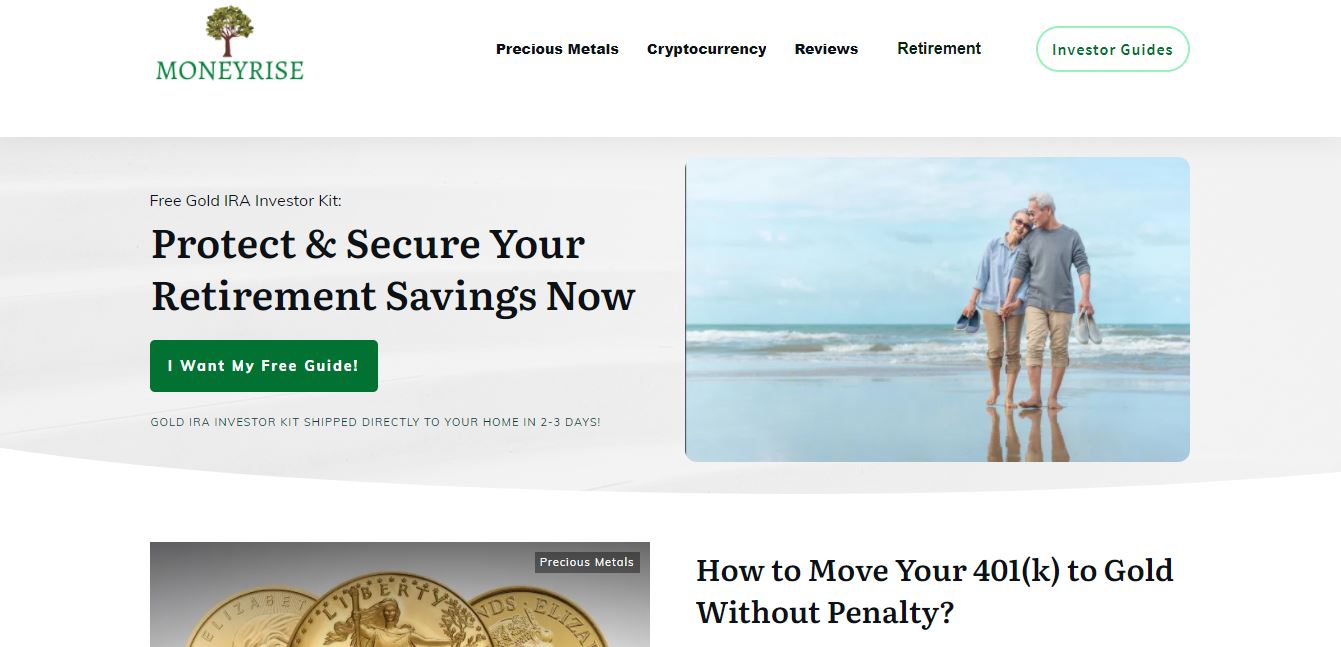 MONEYRISE
Precious Metals
Cryptocurrency
Reviews
Retirement
Investor Guides
Free Gold IRA Investor Kit:
Protect & Secure Your
Retirement Savings Now
I Want My Free Guide!
GOLD IRA INVESTOR KIT SHIPPED DIRECTLY TO YOUR HOME IN 2-3 DAYS!
Precious Metals
ELIZABET
LIBERTY
NDS · ELIZA
How to Move Your 401(k) to Gold
Without Penalty?